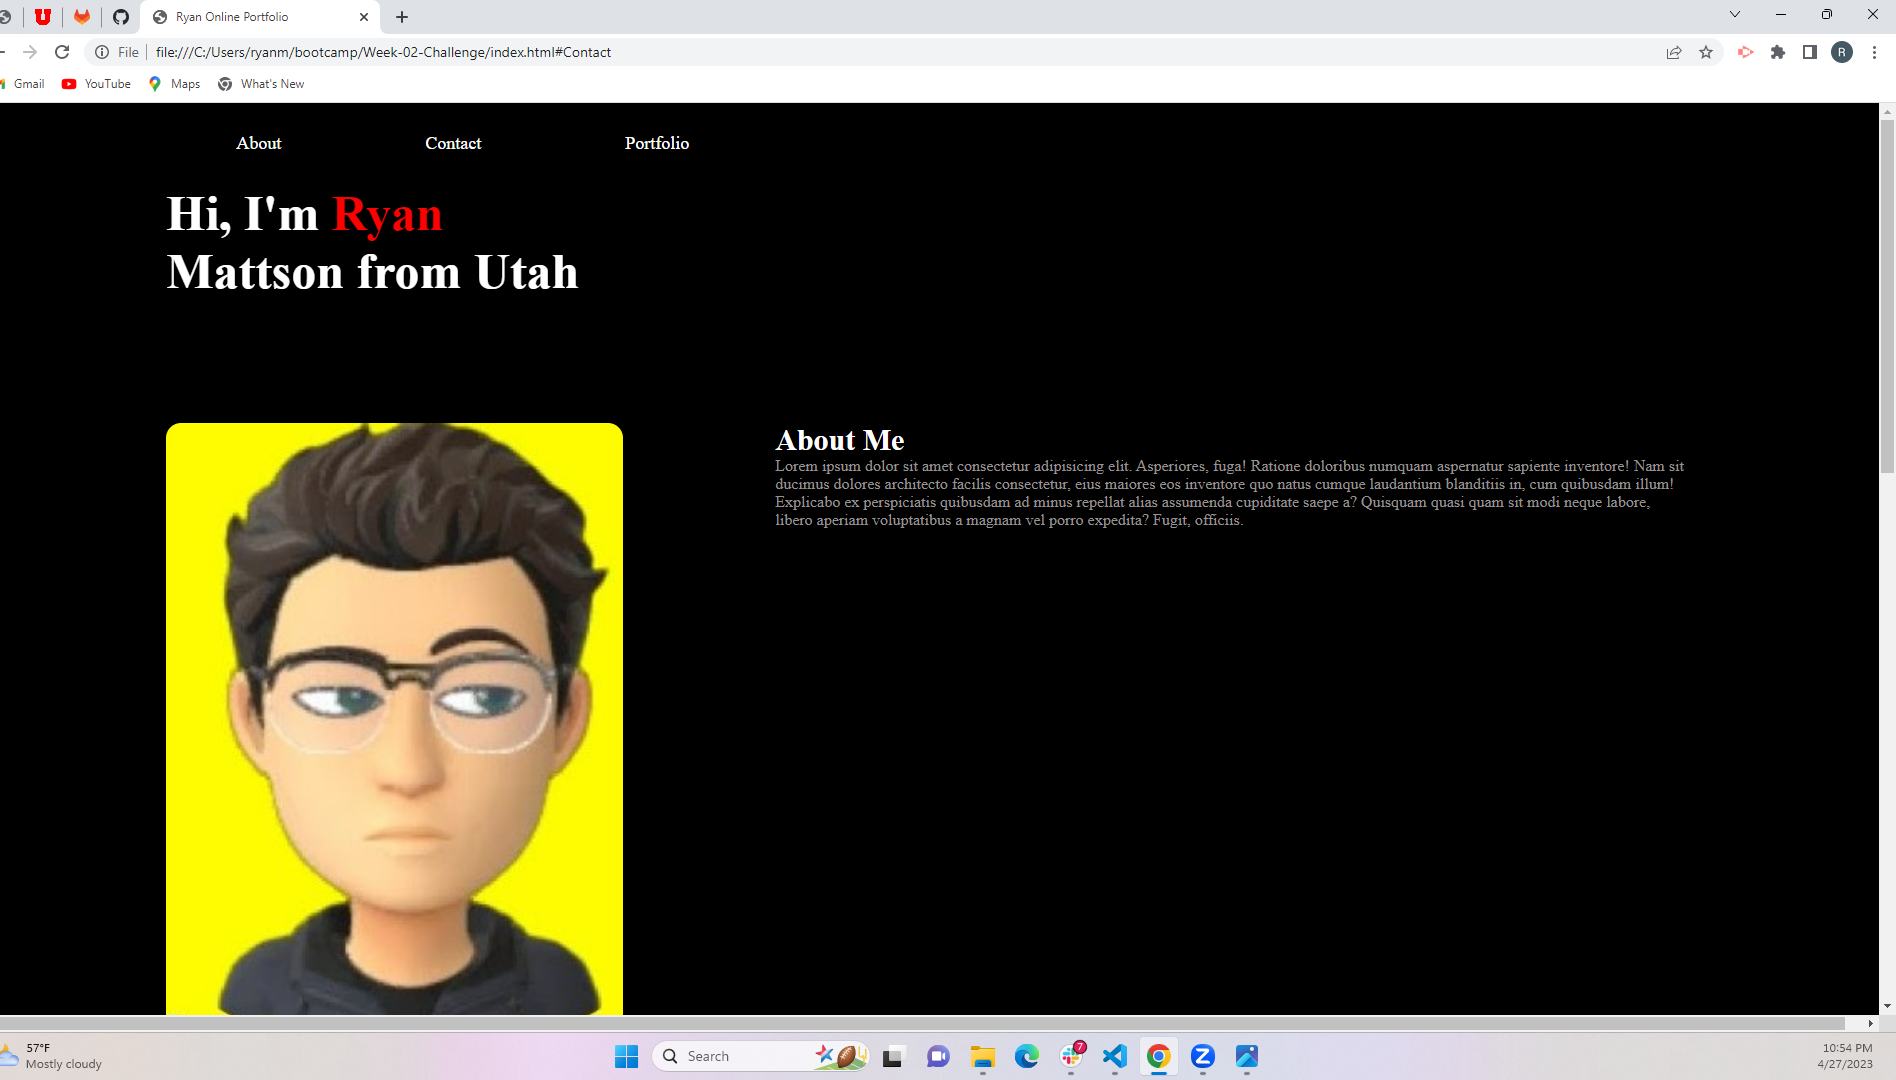 Ryan Online Portfolio
File
file:///C:/Users/ryanm/bootcamp/Week-02-Challenge/index.html#Contact
R
Gmail
YouTube
Maps
What's New
About
Contact
Portfolio
Hi, I'm Ryan
Mattson from Utah
About Me
Lorem ipsum dolor sit amet consectetur adipisicing elit. Asperiores, fuga! Ratione doloribus numquam aspernatur sapiente inventore! Nam sit
ducimus dolores architecto facilis consectetur, eius maiores eos inventore quo natus cumque laudantium blanditiis in, cum quibusdam illum!
Explicabo ex perspiciatis quibusdam ad minus repellat alias assumenda cupiditate saepe a? Quisquam quasi quam sit modi neque labore,
libero aperiam voluptatibus a magnam vel porro expedita? Fugit, officiis.
57°F
Mostly cloudy
Search
7
10:54 PM
4/27/2023